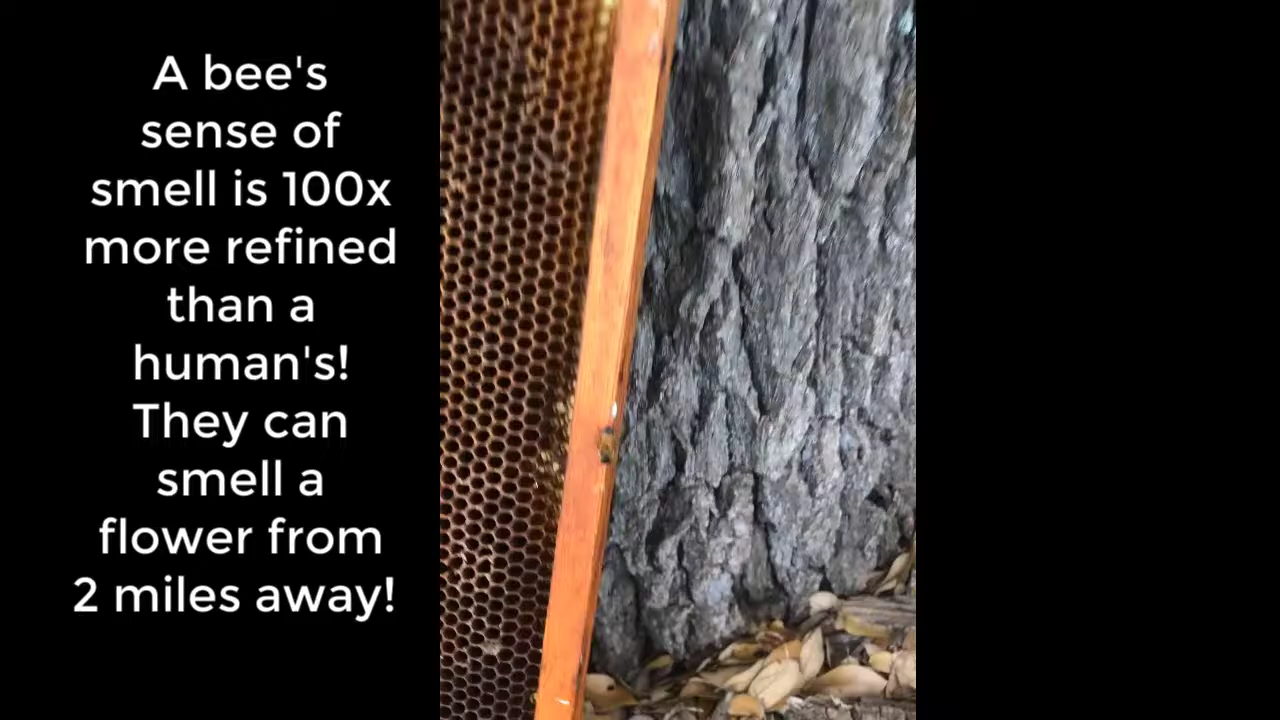 A bee's
sense of
smell is 100x
more refined
than a
human's!
They can
smell a
flower from
2 miles away!